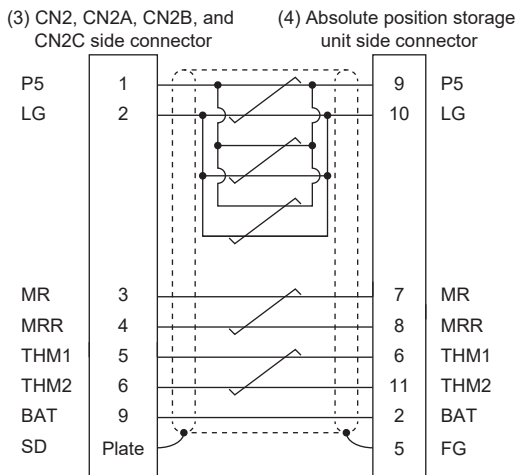 (3) CN2, CN2A, CN2B, and
CN2C side connector
(4) Absolute position storage
unit side connector
P5 1 9 P5
LG 2 10 LG
MR 3 7 MR
MRR 4 8 MRR
THM1 5 6 THM1
THM2 6 11 THM2
BAT 9 2 BAT
SD Plate 5 FG